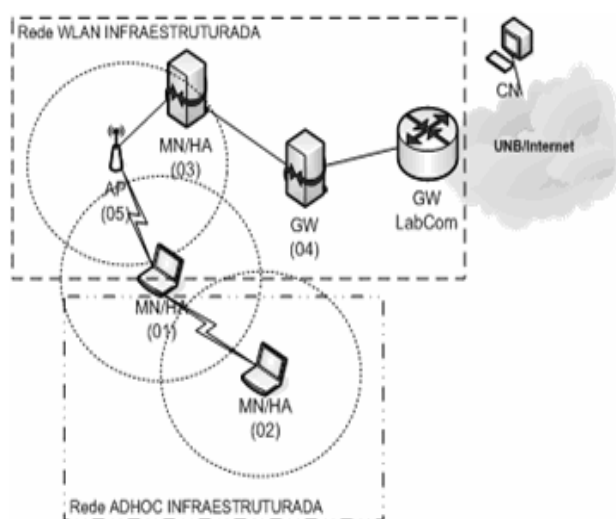 Rede WLAN INFRAESTRUTURADA
CN
UNB/Internet
MN/HA
(03)
AP
(05)
GW
(04)
GW
LabCom
MN/HA
(01)
MN/HA
(02)
Rede ADHOC INFRAESTRUTURADA